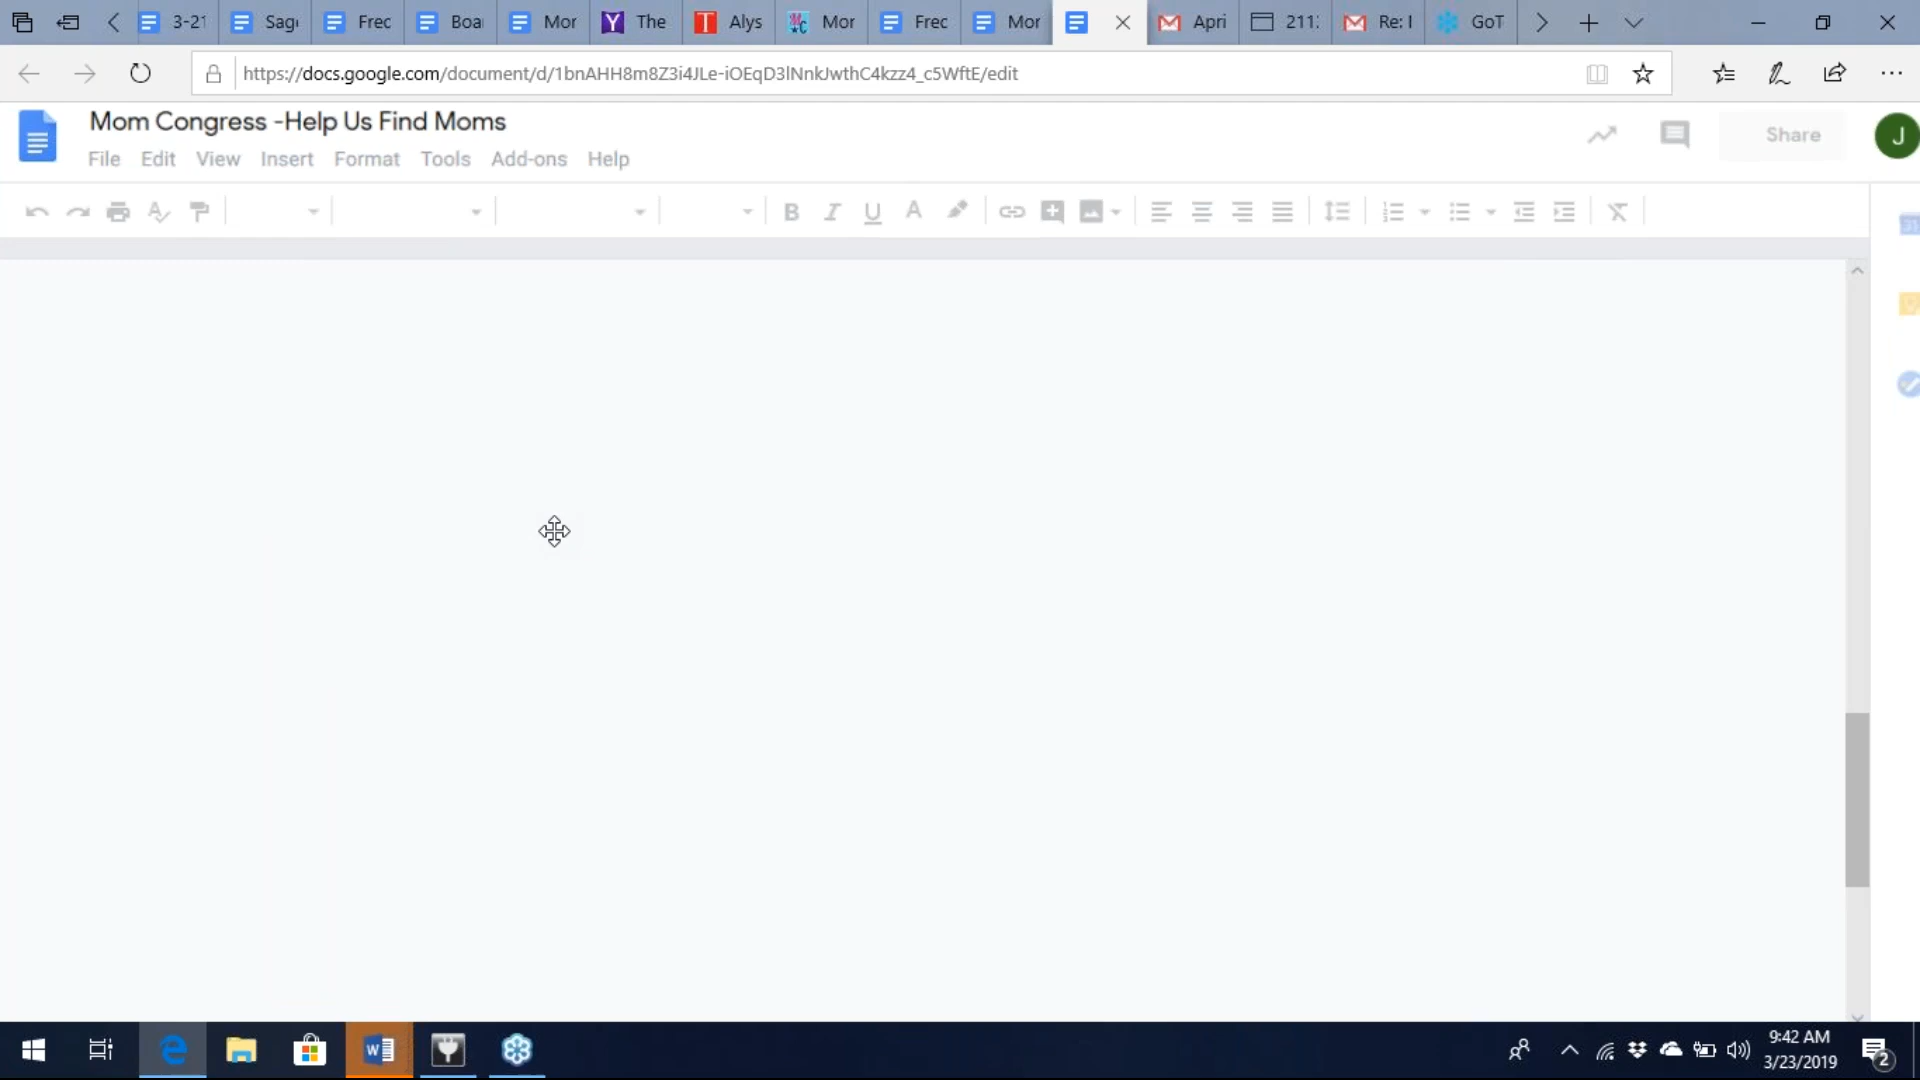 3-21
Sag
Frec
Boa
Mor
The
Alys
Mor
Frec
Mor
Apri
211
Re: I
GoT
https://docs.google.com/document/d/1bnAHH8m8Z3i4JLe-iOEqD3lNnkJwthC4kzz4_c5WftE/edit
Mom Congress -Help Us Find Moms
File Edit View Insert Format Tools Add-ons Help
Share
J
B I U A
31
9:42 AM
3/23/2019
2